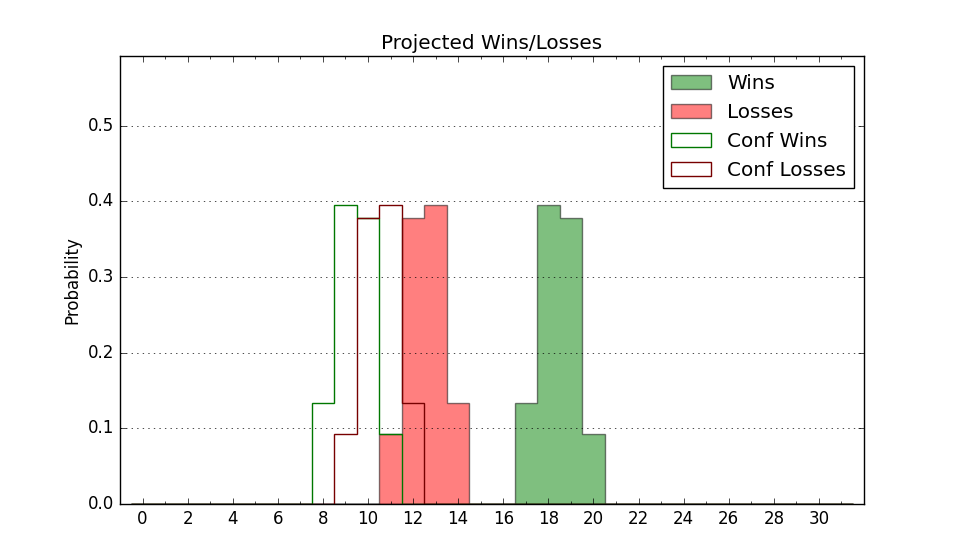 Projected Wins/Losses
Wins
Losses
Conf Wins
Conf Losses
Probability
0.5
0.4
0.3
0.2
0.1
0.0
0 2 4 6 8 10 12 14 16 18 20 22 24 26 28 30